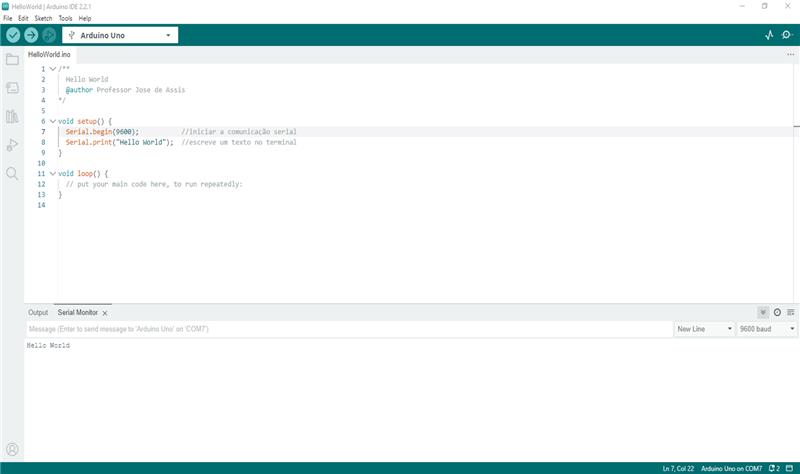 HelloWorld | Arduino IDE 2.2.1
File Edit Sketch Tools Help
Arduino Uno
HelloWorld.ino
1 /**
2 Hello World
3 @author Professor Jose de Assis
4 */
5
6 void setup() {
7 Serial.begin(9600); //iniciar a comunicação serial
8 Serial.print("Hello World"); //escreve um texto no terminal
9 }
10
11 void loop() {
12 // put your main code here, to run repeatedly:
13 }
14
Output Serial Monitor
Message (Enter to send message to 'Arduino Uno' on 'COM7') New Line 9600 baud
Hello World
Ln 7, Col 22 Arduino Uno on COM7 2